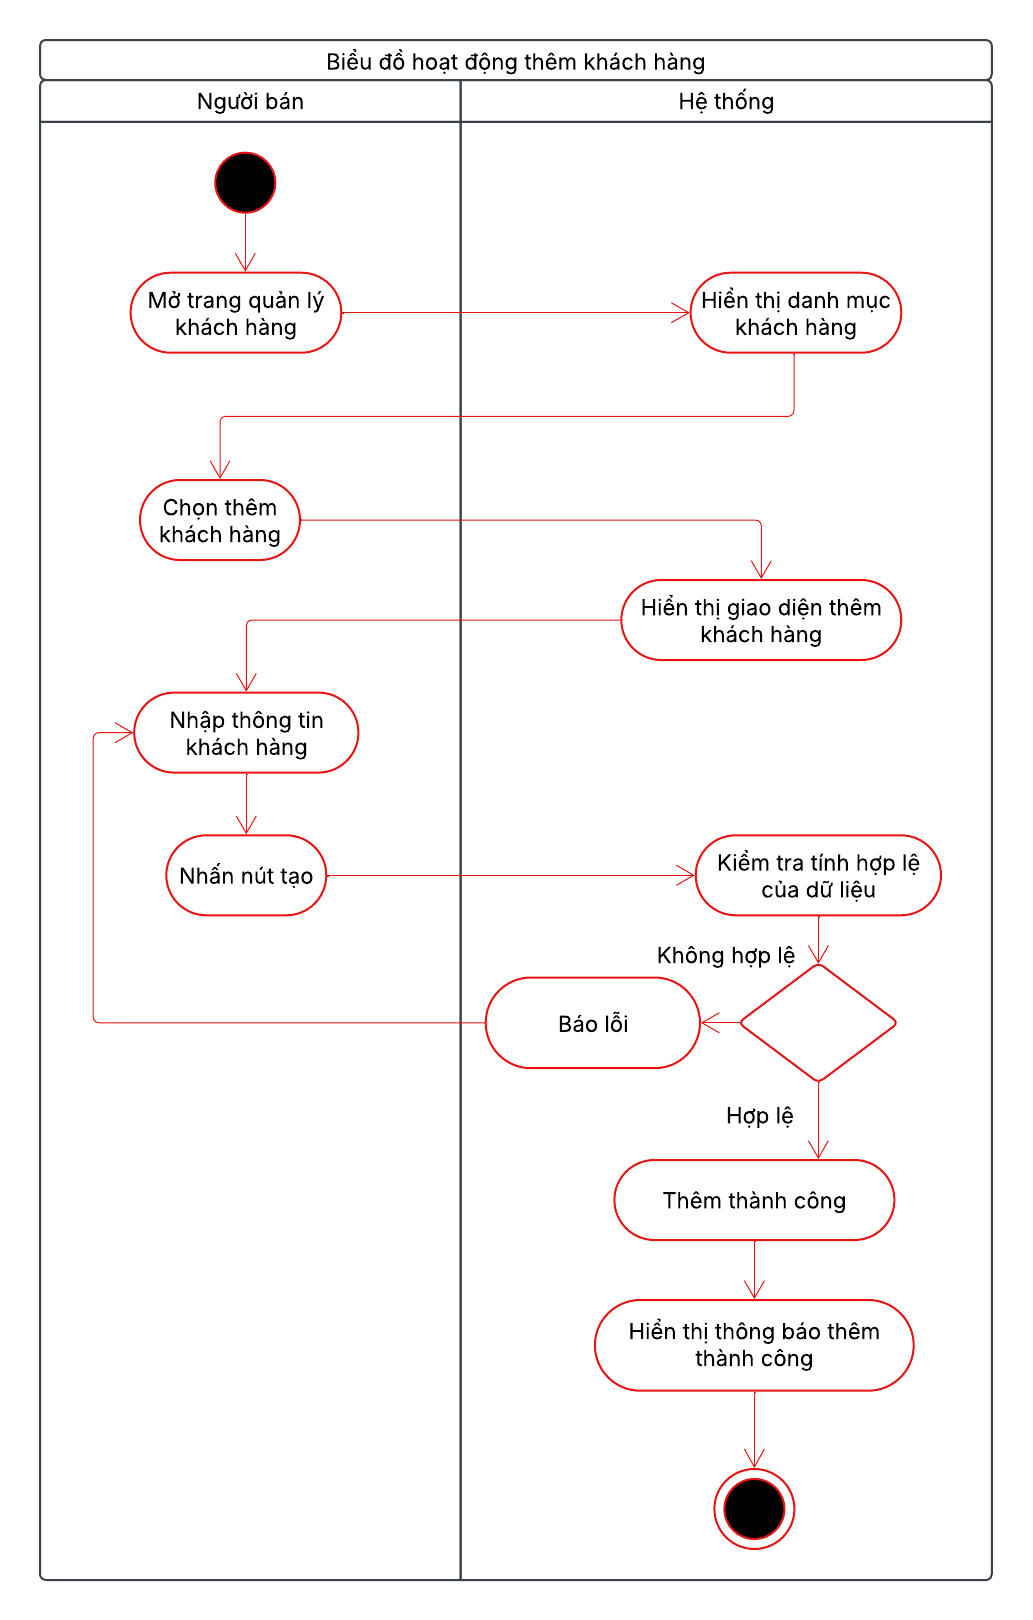 Biểu đồ hoạt động thêm khách hàng
Người bán
Hệ thống
Mở trang quản lý
khách hàng
Hiển thị danh mục
khách hàng
Chọn thêm
khách hàng
Hiển thị giao diện thêm
khách hàng
Nhập thông tin
khách hàng
Nhấn nút tạo
Kiểm tra tính hợp lệ
của dữ liệu
Không hợp lệ
Báo lỗi
Hợp lệ
Thêm thành công
Hiển thị thông báo thêm
thành công